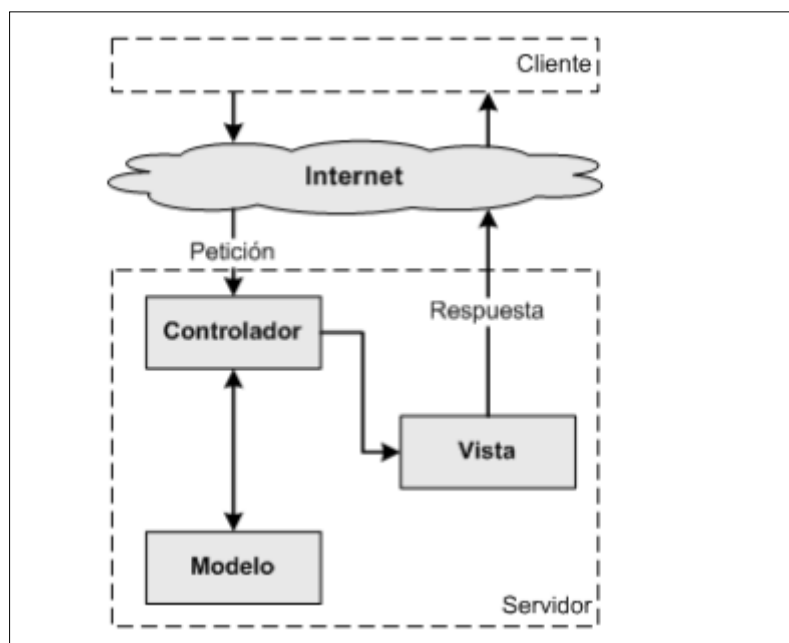 Cliente
Internet
Petición
Controlador
Respuesta
Vista
Modelo
Servidor